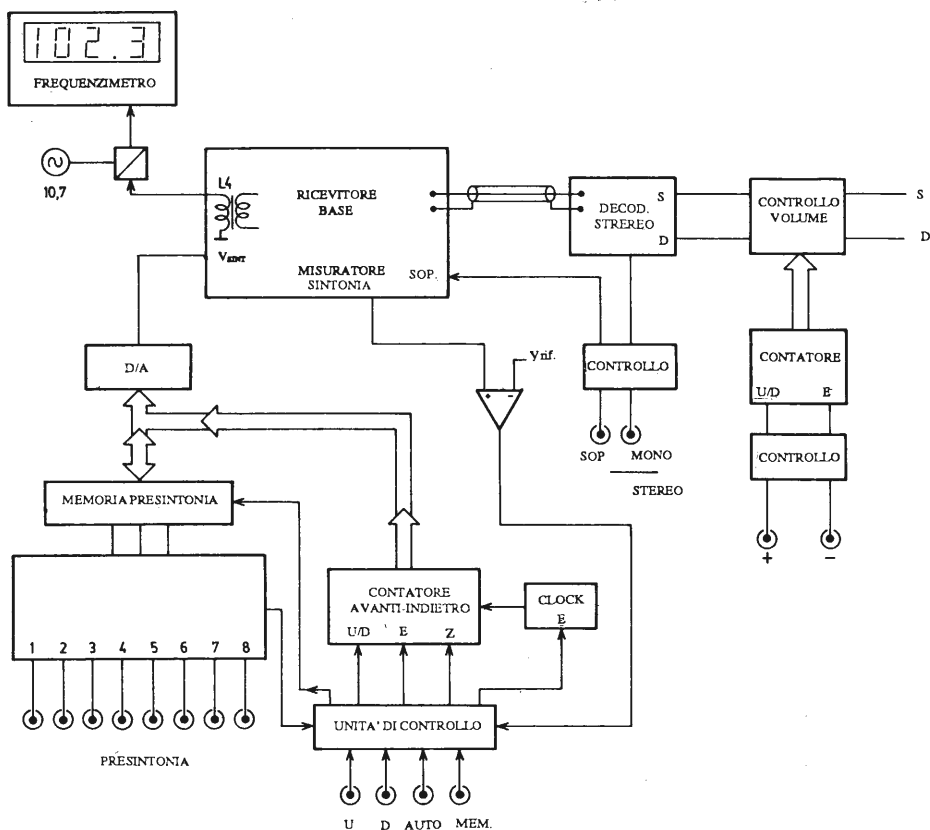 102.3
FREQUENZIMETRO
10,7
L4
RICEVITORE
BASE
VSINT
MISURATORE
SINTONIA
SOP.
DECOD.
STREREO
S
D
CONTROLLO
VOLUME
S
D
D/A
Vrif.
+ -
CONTROLLO
CONTATORE
U/D E
SOP MONO
STEREO
CONTROLLO
+ -
MEMORIA PRESINTONIA
CONTATORE
AVANTI-INDIETRO
U/D E Z
CLOCK
E
1 2 3 4 5 6 7 8
UNITA' DI CONTROLLO
PRESINTONIA
U D AUTO MEM.